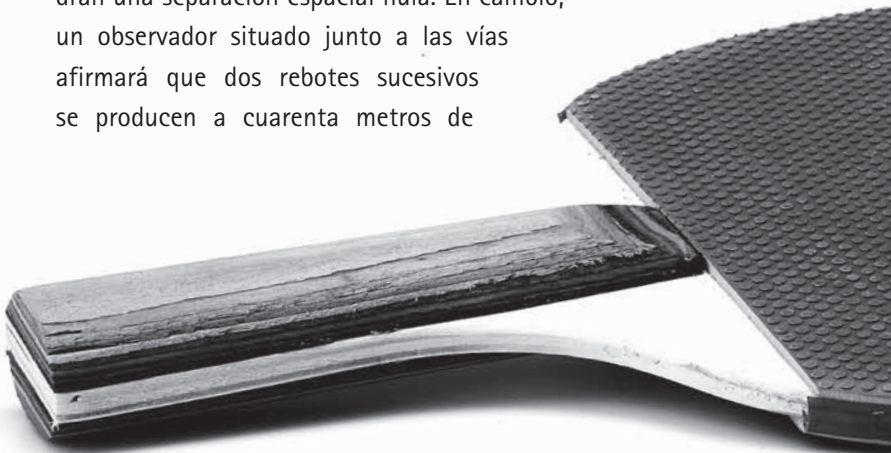 drán una separación espacial nula. En cambio,
un observador situado junto a las vías
afirmará que dos rebotes sucesivos
se producen a cuarenta metros de